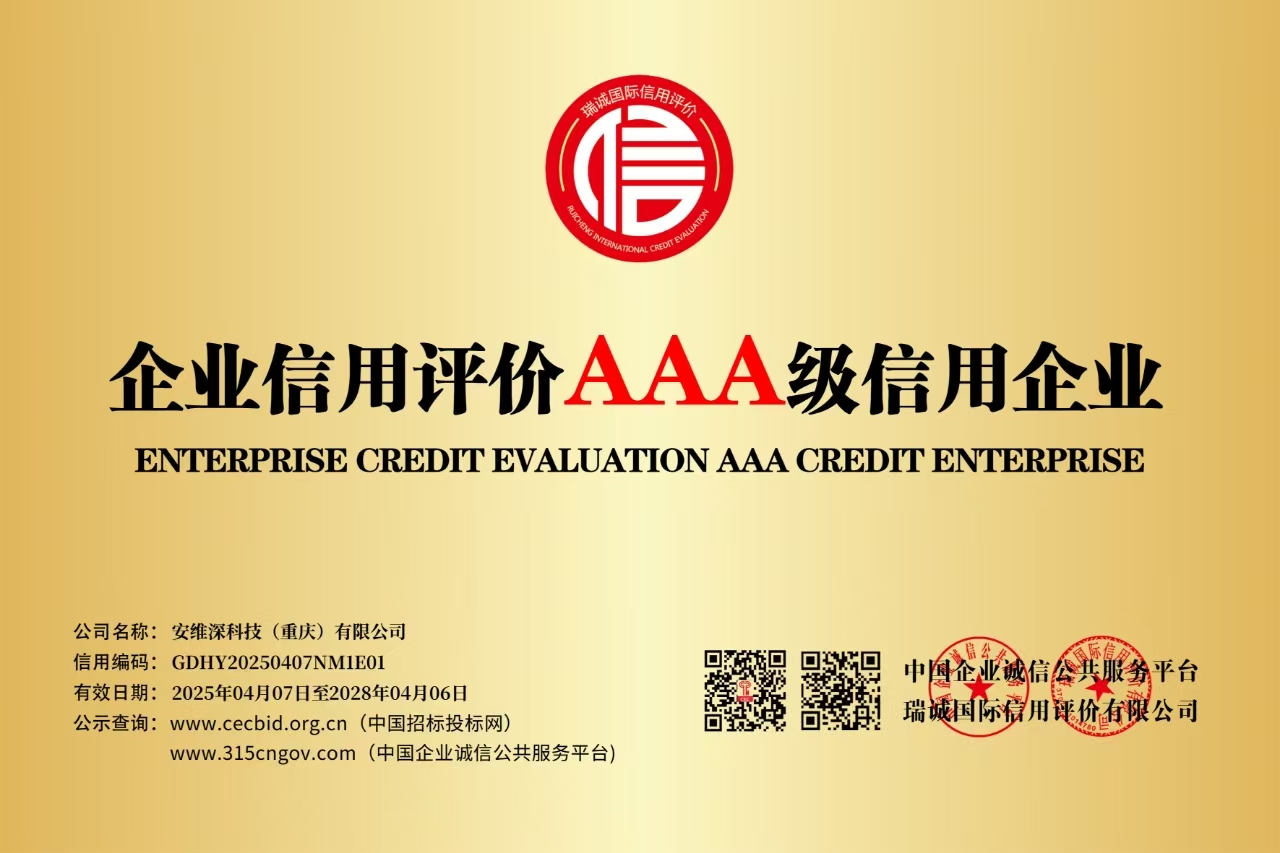 瑞诚国际信用评价
信
RUICHENG INTERNATIONAL CREDIT EVALUATION
企业信用评价AAA级信用企业
ENTERPRISE CREDIT EVALUATION AAA CREDIT ENTERPRISE
公司名称： 安维深科技（重庆）有限公司
信用编码： GDHY20250407NM1E01
有效日期： 2025年04月07日至2028年04月06日
公示查询： www.cecbid.org.cn（中国招标投标网）
www.315cngov.com（中国企业诚信公共服务平台)
中国企业诚信公共服务平台
瑞诚国际信用评价有限公司